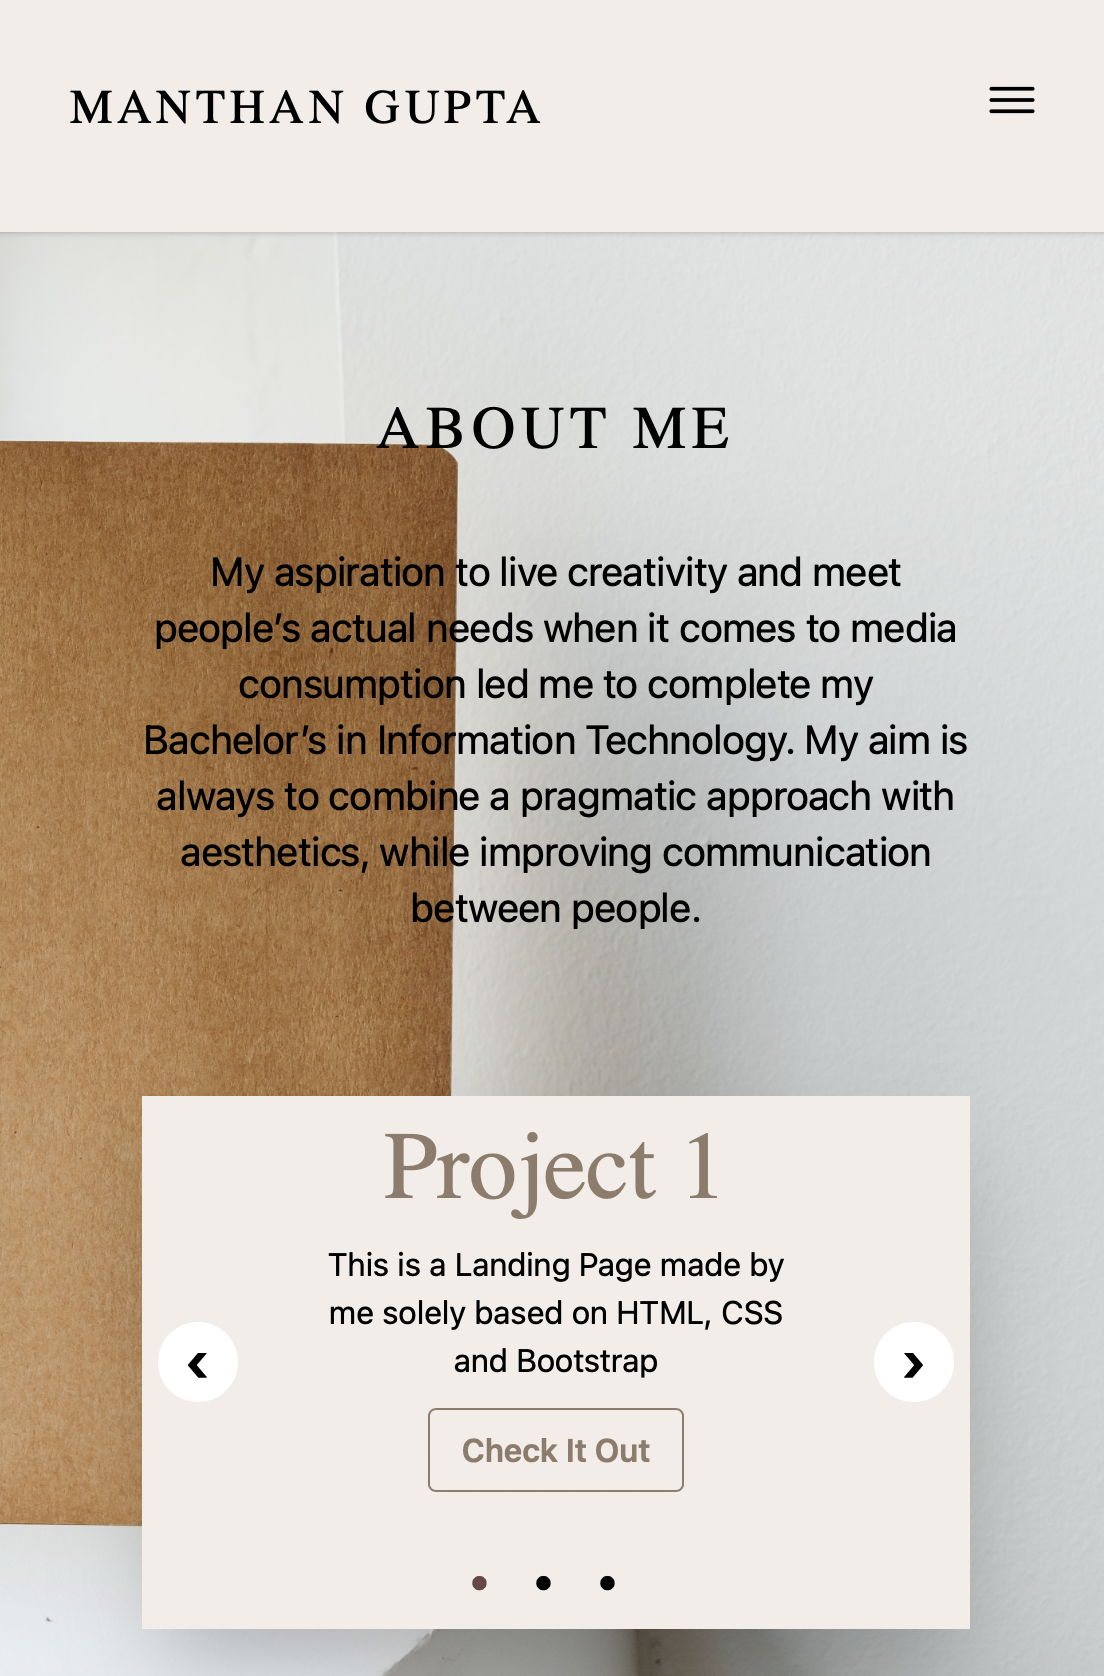 MANTHAN GUPTA
ABOUT ME
My aspiration to live creativity and meet
people’s actual needs when it comes to media
consumption led me to complete my
Bachelor’s in Information Technology. My aim is
always to combine a pragmatic approach with
aesthetics, while improving communication
between people.
Project 1
This is a Landing Page made by
me solely based on HTML, CSS
and Bootstrap
Check It Out